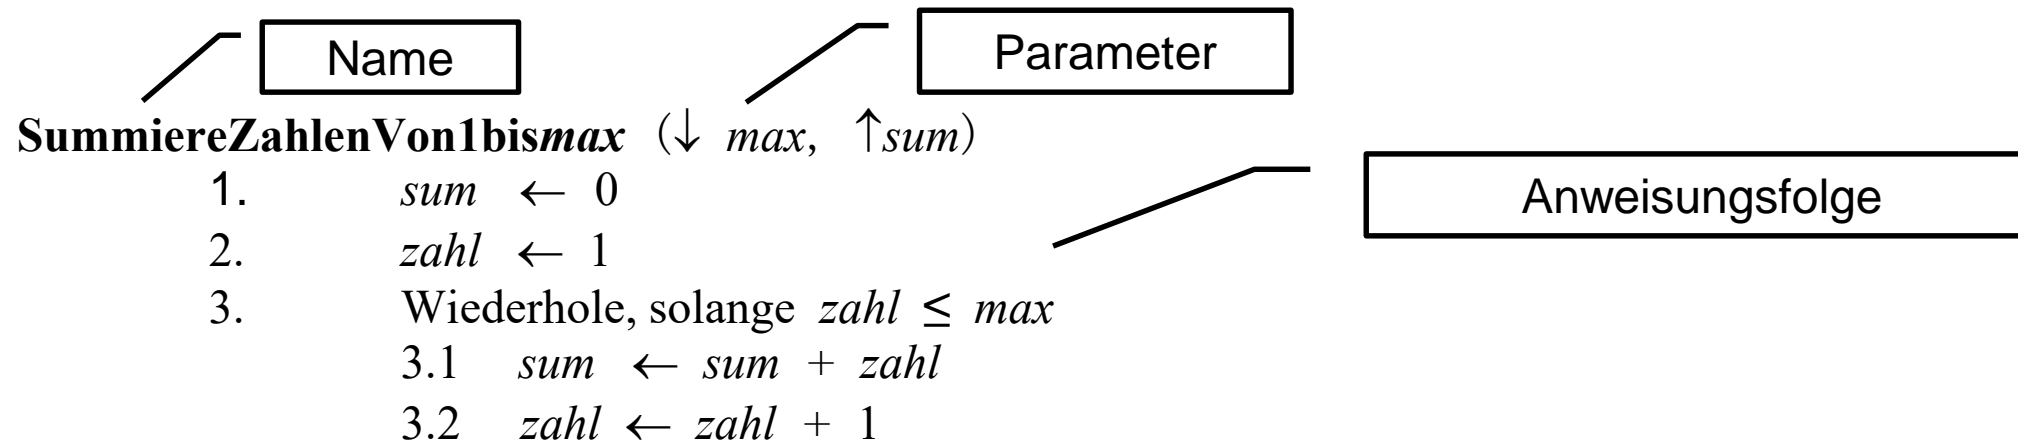 Name
Parameter
SummiereZahlenVon1bismax (↓ max, ↑sum)
Anweisungsfolge
1. sum ← 0
2. zahl ← 1
3. Wiederhole, solange zahl ≤ max
3.1 sum ← sum + zahl
3.2 zahl ← zahl + 1